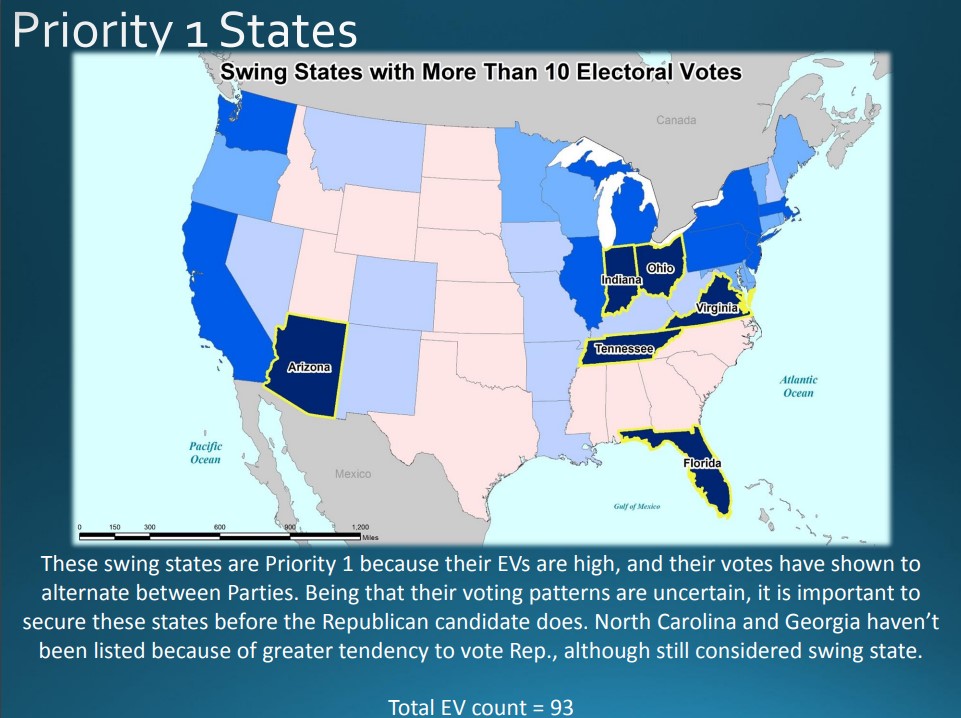 Priority 1 States
Swing States with More Than 10 Electoral Votes
Canada
Indiana
Ohio
Virginia
Tennessee
Arizona
Atlantic
Ocean
Florida
Pacific
Ocean
Mexico
Gulf of Mexico
0 150 300 600 900 1,200
Miles
These swing states are Priority 1 because their EVs are high, and their votes have shown to
alternate between Parties. Being that their voting patterns are uncertain, it is important to
secure these states before the Republican candidate does. North Carolina and Georgia haven't
been listed because of greater tendency to vote Rep., although still considered swing state.
Total EV count = 93